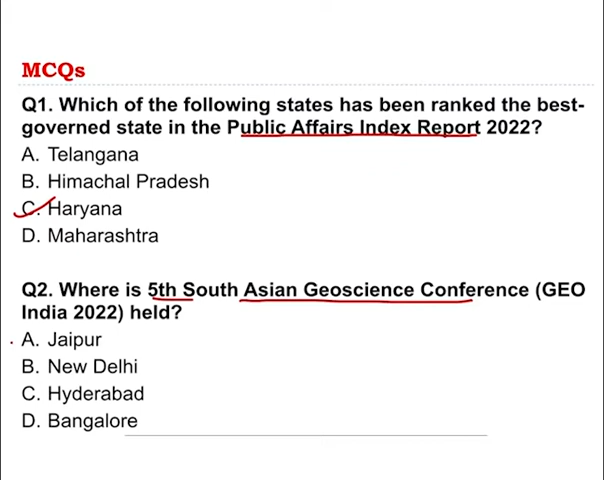 MCQs
Q1. Which of the following states has been ranked the best-
governed state in the Public Affairs Index Report 2022?
A. Telangana
B. Himachal Pradesh
C. Haryana
D. Maharashtra
Q2. Where is 5th South Asian Geoscience Conference (GEO
India 2022) held?
A. Jaipur
B. New Delhi
C. Hyderabad
D. Bangalore